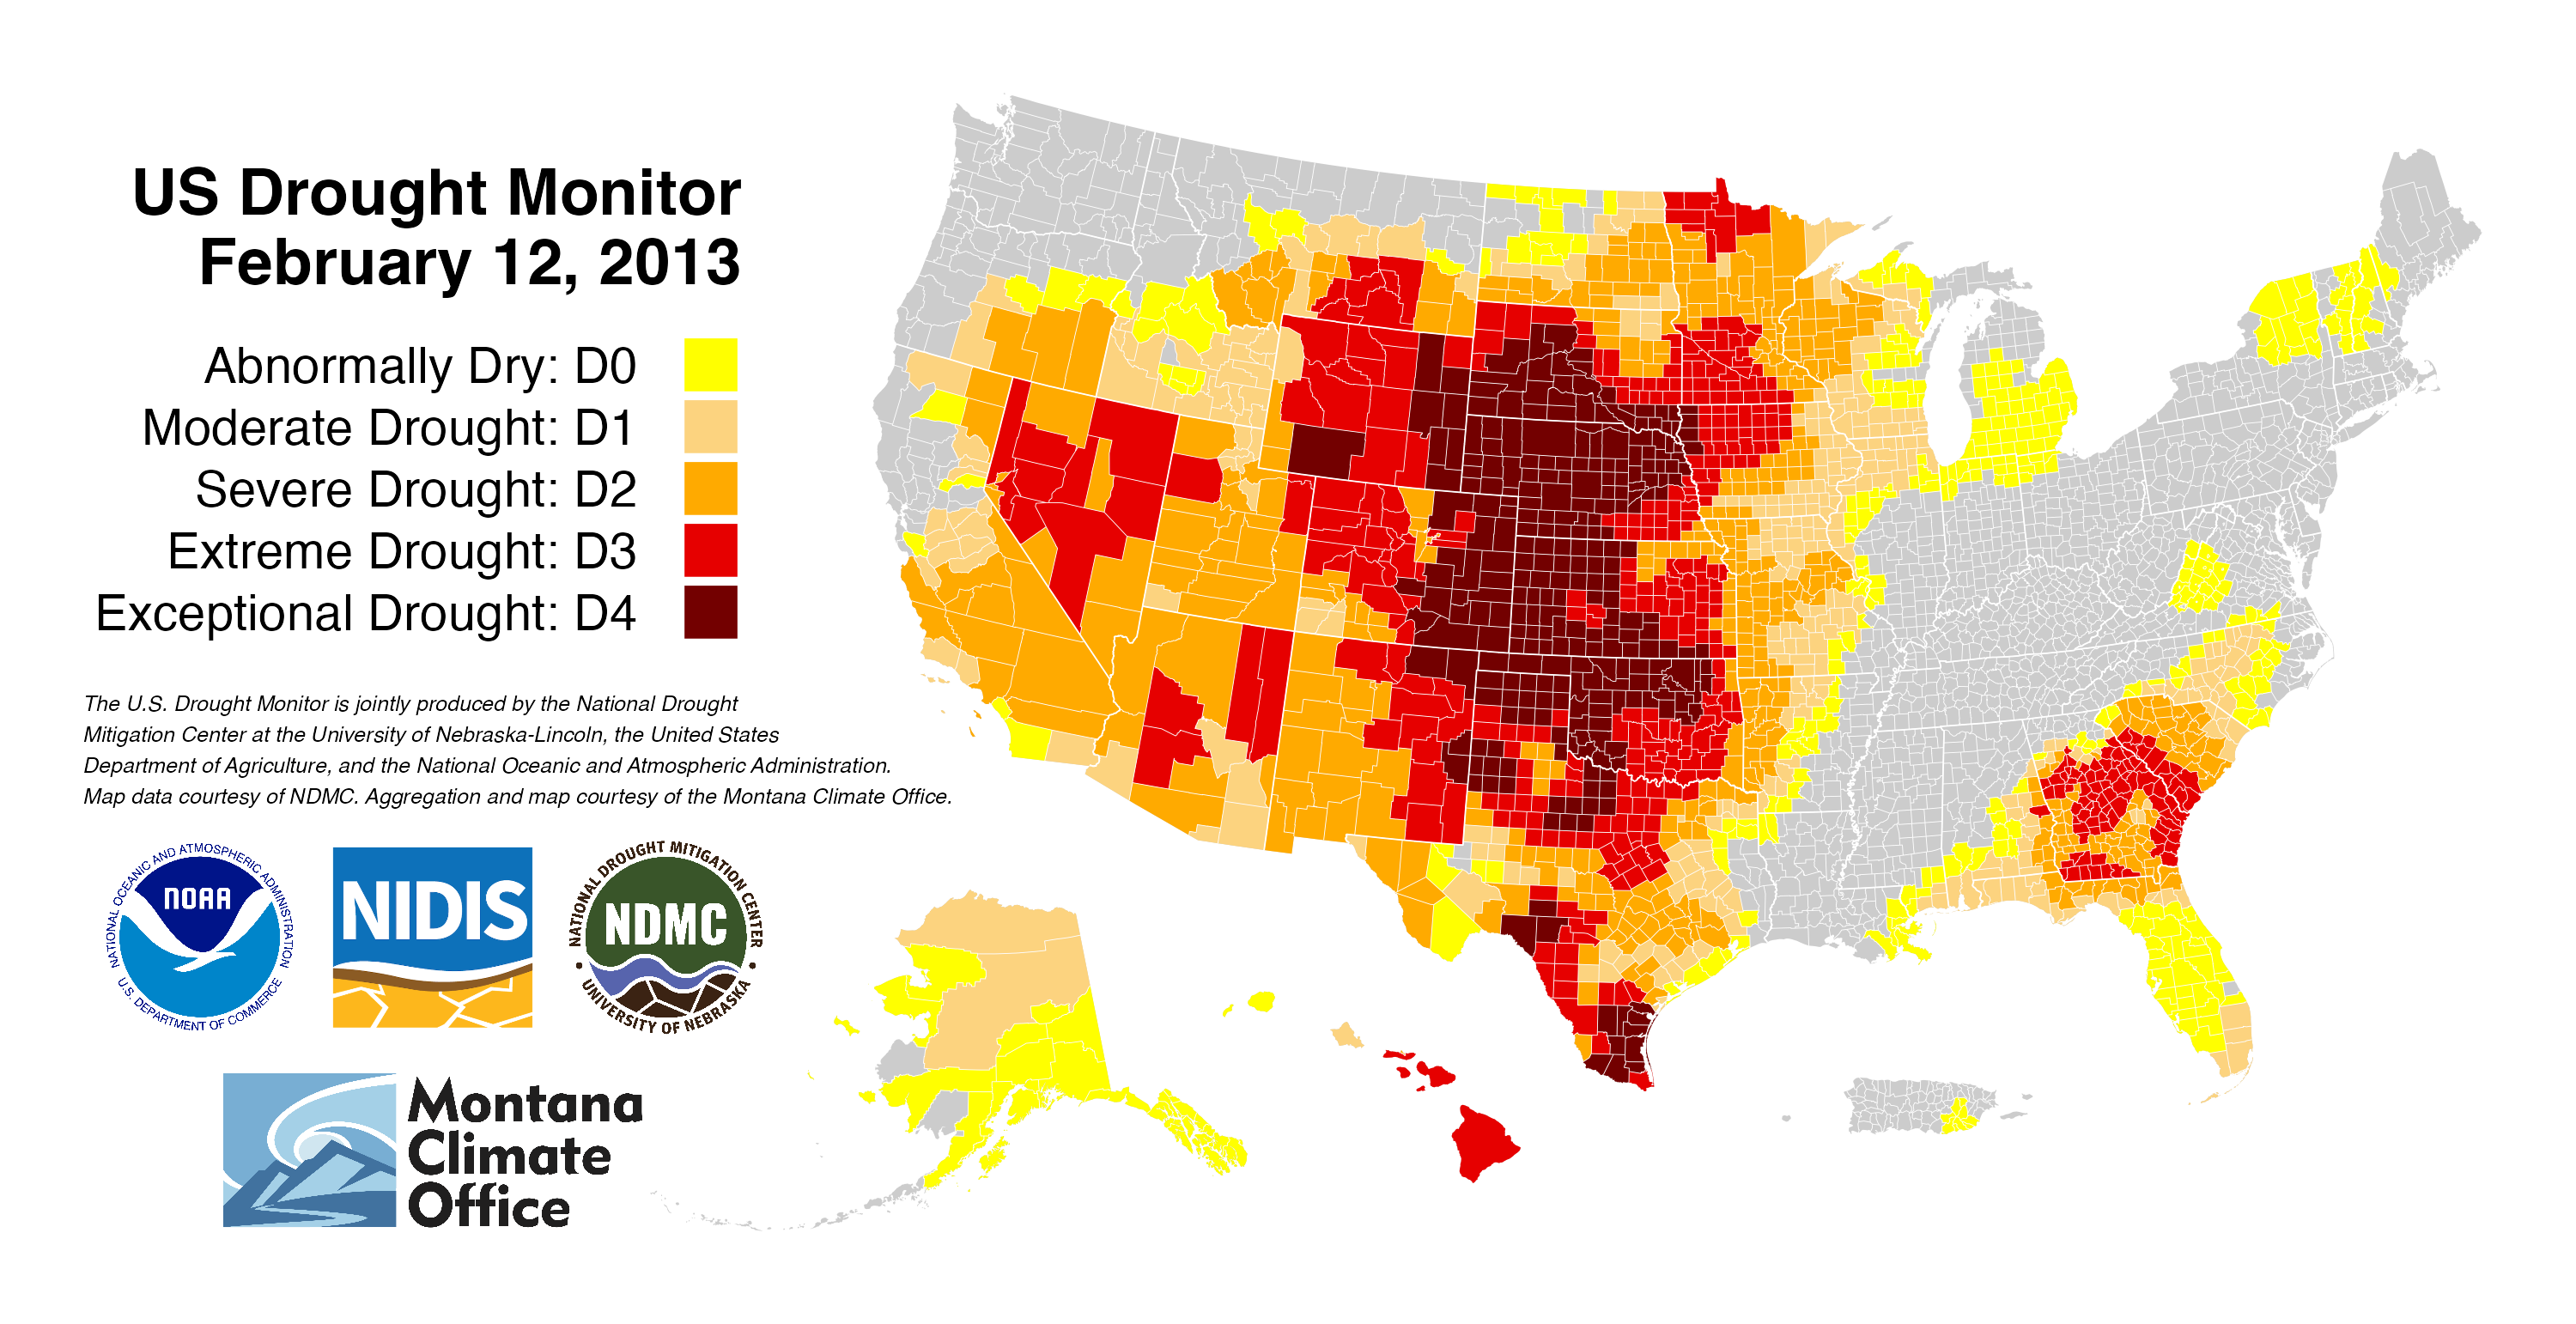 US Drought Monitor
February 12, 2013
Abnormally Dry: D0
Moderate Drought: D1
Severe Drought: D2
Extreme Drought: D3
Exceptional Drought: D4
The U.S. Drought Monitor is jointly produced by the National Drought
Mitigation Center at the University of Nebraska-Lincoln, the United States
Department of Agriculture, and the National Oceanic and Atmospheric Administration.
Map data courtesy of NDMC. Aggregation and map courtesy of the Montana Climate Office.
NATIONAL OCEANIC AND ATMOSPHERIC ADMINISTRATION
NOAA
U.S. DEPARTMENT OF COMMERCE
NIDIS
NATIONAL DROUGHT MITIGATION CENTER
NDMC
UNIVERSITY OF NEBRASKA
Montana
Climate
Office